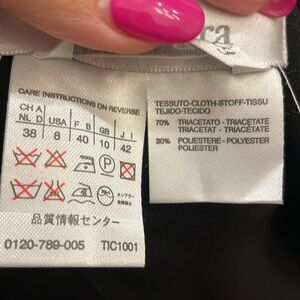 ra
CARE INSTRUCTIONS ON REVERSE
CH A
NL D USA F B GB J I
38 8 40 10 42
P
品質情報センター
0120-789-005 TIC1001
TESSUTO-CLOTH-STOFF-TISSU
TEJIDO-TECIDO
70% TRIACETATO - TRIACETATE
TRIACETAT - TRIACETATE
30% POLIESTERE - POLYESTER
POLYESTER